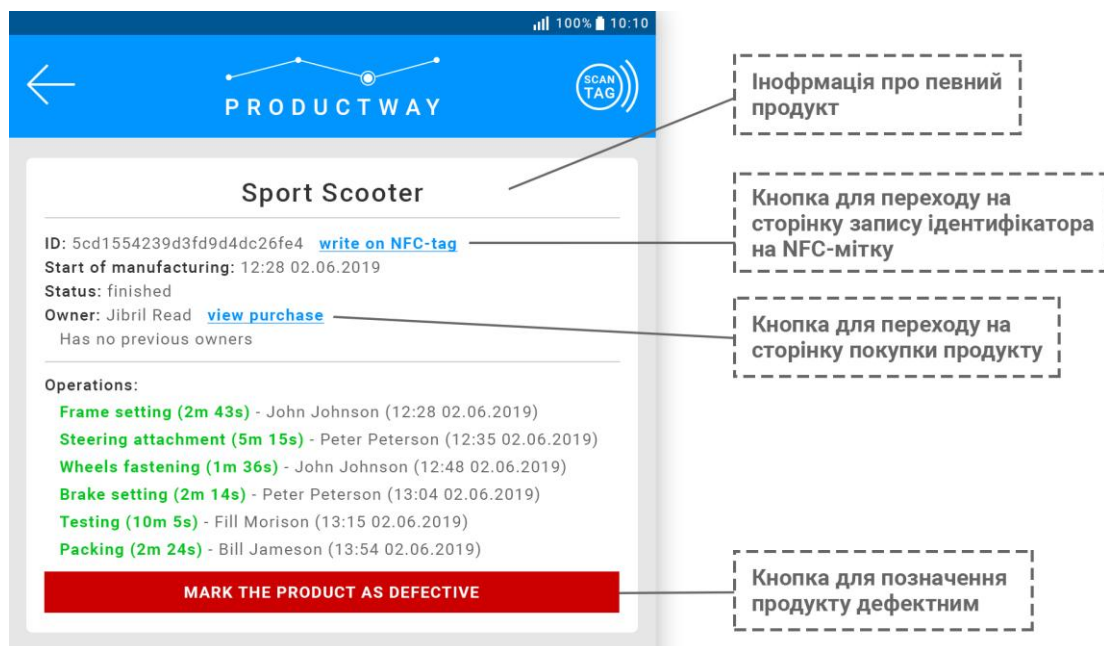 100% 10:10
PRODUCTWAY
SCAN
TAG
Sport Scooter
ID: 5cd1554239d3fd9d4dc26fe4 write on NFC-tag
Start of manufacturing: 12:28 02.06.2019
Status: finished
Owner: Jibril Read view purchase
Has no previous owners
Operations:
Frame setting (2m 43s) - John Johnson (12:28 02.06.2019)
Steering attachment (5m 15s) - Peter Peterson (12:35 02.06.2019)
Wheels fastening (1m 36s) - John Johnson (12:48 02.06.2019)
Brake setting (2m 14s) - Peter Peterson (13:04 02.06.2019)
Testing (10m 5s) - Fill Morison (13:15 02.06.2019)
Packing (2m 24s) - Bill Jameson (13:54 02.06.2019)
MARK THE PRODUCT AS DEFECTIVE
Інофрмація про певний
продукт
Кнопка для переходу на
сторінку запису ідентифікатора
на NFC-мітку
Кнопка для переходу на
сторінку покупки продукту
Кнопка для позначення
продукту дефектним